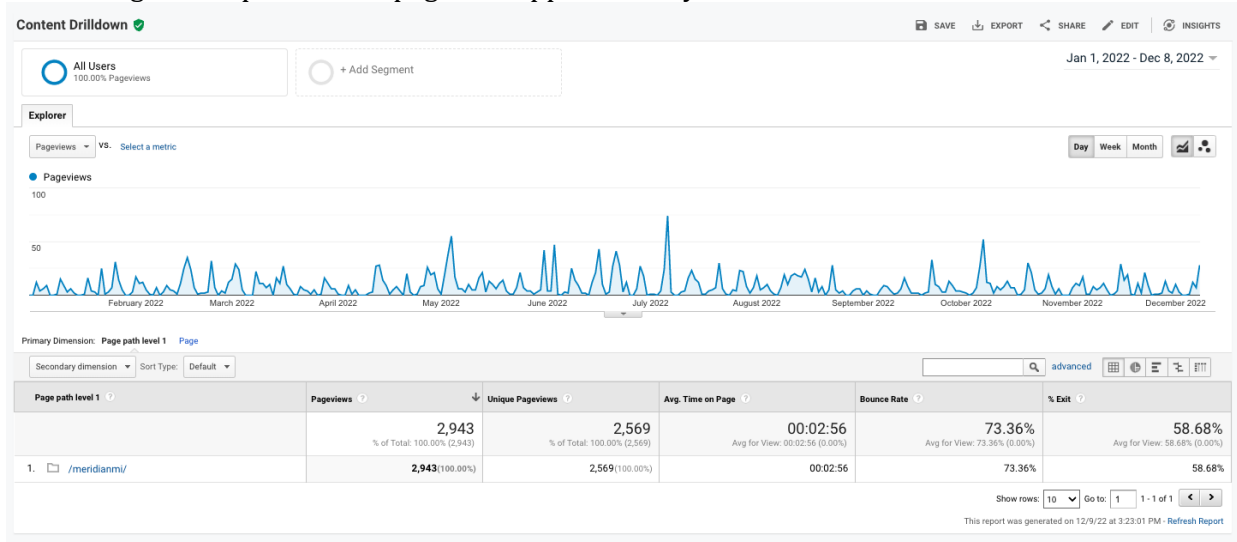 Content Drilldown
SAVE EXPORT SHARE EDIT INSIGHTS
All Users
100.00% Pageviews
+ Add Segment
Jan 1, 2022 - Dec 8, 2022
Explorer
Pageviews VS. Select a metric
Day Week Month
Pageviews
100
50
February 2022 March 2022 April 2022 May 2022 June 2022 July 2022 August 2022 September 2022 October 2022 November 2022 December 2022
Primary Dimension: Page path level 1 Page
Secondary dimension Sort Type: Default advanced
Page path level 1 Pageviews Unique Pageviews Avg. Time on Page Bounce Rate % Exit
2,943 2,569 00:02:56 73.36% 58.68%
% of Total: 100.00% (2,943) % of Total: 100.00% (2,569) Avg for View: 00:02:56 (0.00%) Avg for View: 73.36% (0.00%) Avg for View: 58.68% (0.00%)
1. /meridianmi/ 2,943(100.00%) 2,569(100.00%) 00:02:56 73.36% 58.68%
Show rows: 10 Go to: 1 1 - 1 of 1
This report was generated on 12/9/22 at 3:23:01 PM - Refresh Report